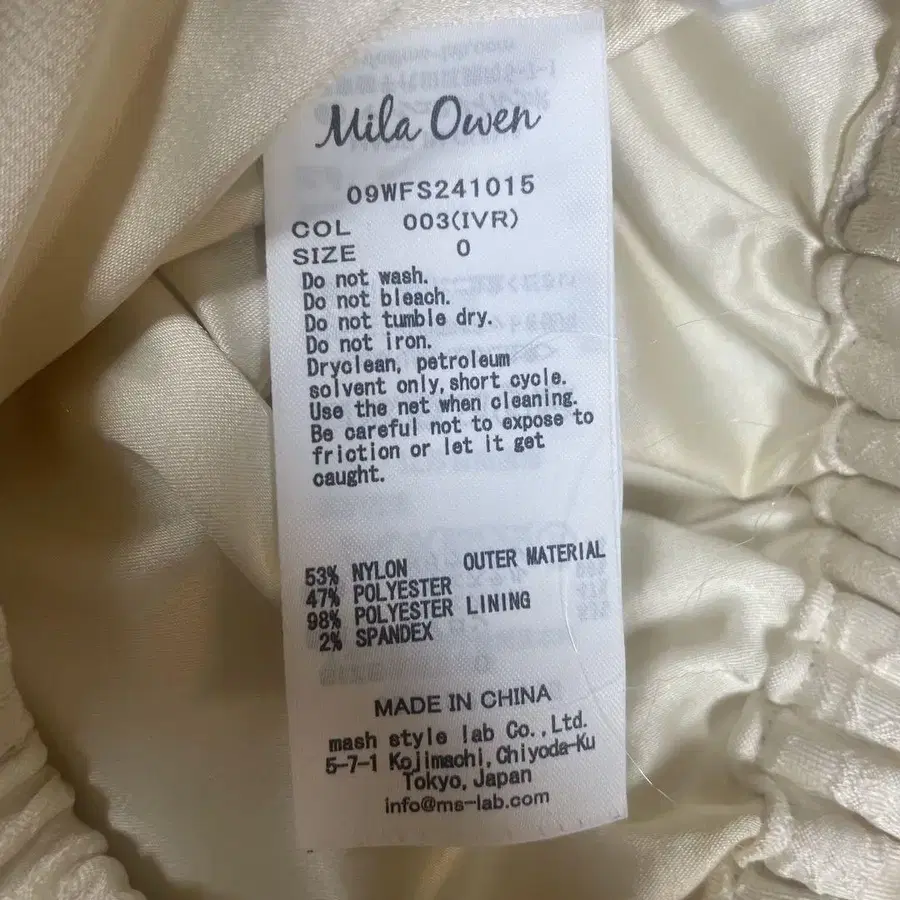 Mila Owen
09WFS241015
COL 003(IVR)
SIZE 0
Do not wash.
Do not bleach.
Do not tumble dry.
Do not iron.
Dryclean, petroleum
solvent only,short cycle.
Use the net when cleaning.
Be careful not to expose to
friction or let it get
caught.
53% NYLON OUTER MATERIAL
47% POLYESTER
98% POLYESTER LINING
2% SPANDEX
MADE IN CHINA
mash style lab Co.,Ltd.
5-7-1 Kojimachi,Chiyoda-Ku
Tokyo,Japan
info@ms-lab.com